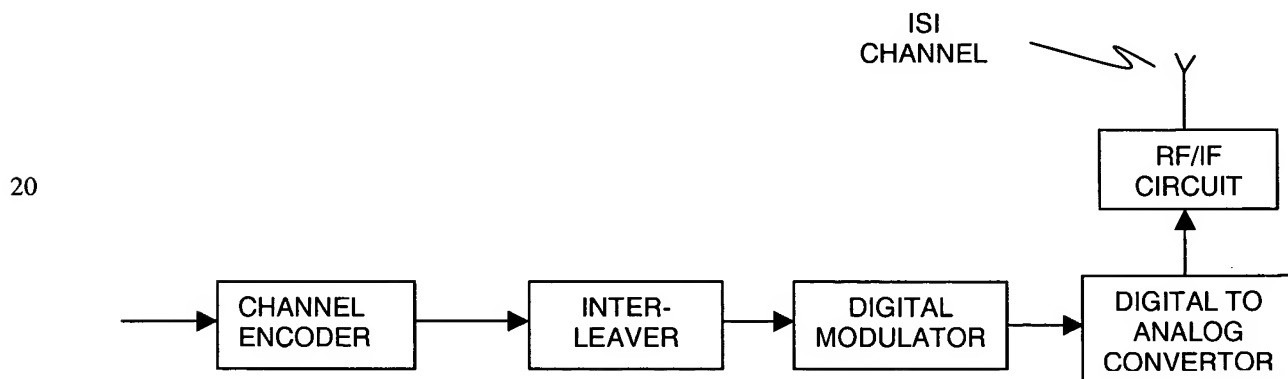 ISI
CHANNEL
RF/IF
CIRCUIT
20
CHANNEL
ENCODER
INTER-
LEAVER
DIGITAL
MODULATOR
DIGITAL TO
ANALOG
CONVERTOR